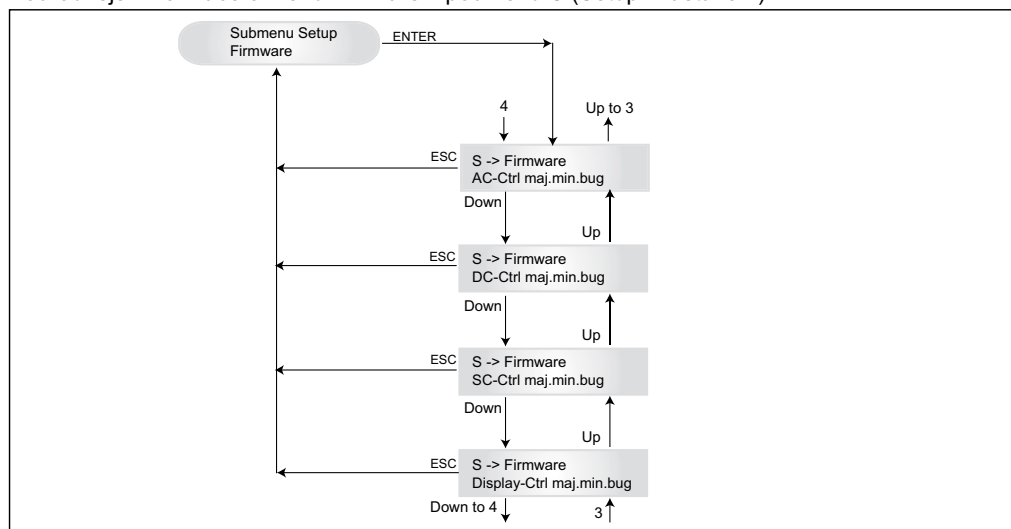 Submenu Setup
Firmware
ENTER
4
Up to 3
ESC
S -> Firmware
AC-Ctrl maj.min.bug
Down
Up
ESC
S -> Firmware
DC-Ctrl maj.min.bug
Down
Up
ESC
S -> Firmware
SC-Ctrl maj.min.bug
Down
Up
ESC
S -> Firmware
Display-Ctrl maj.min.bug
Down to 4
3